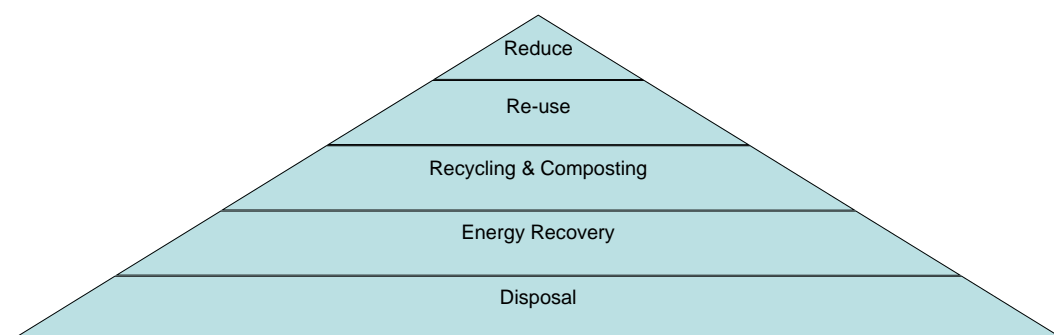 Reduce
Re-use
Recycling & Composting
Energy Recovery
Disposal